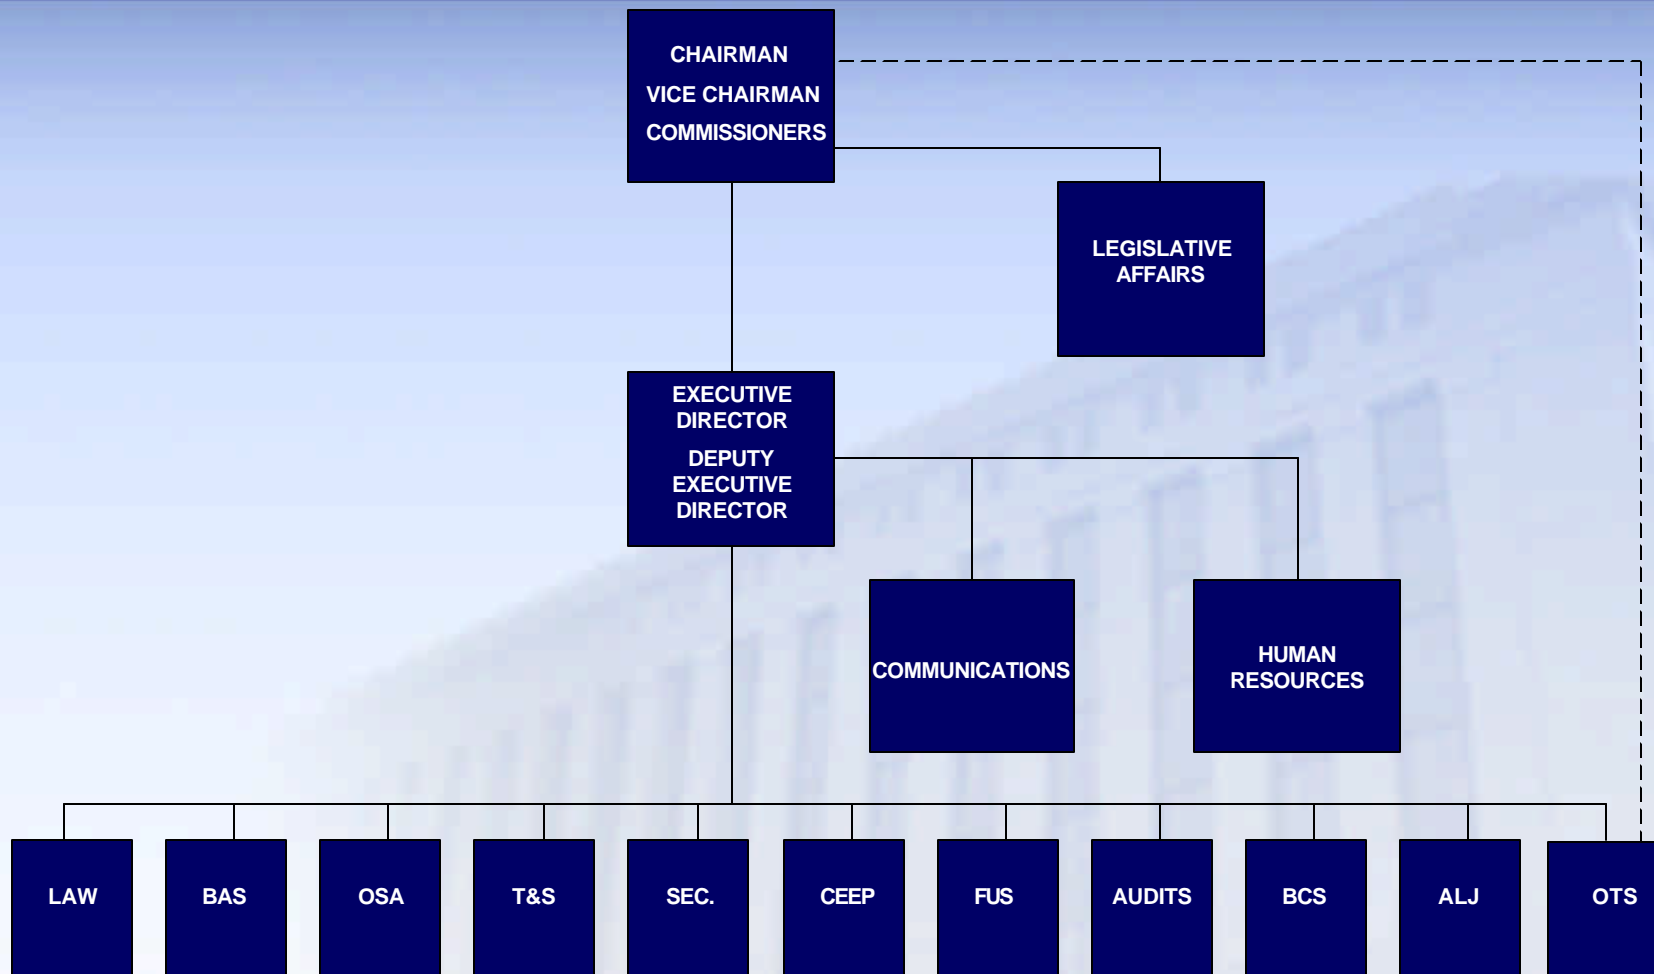 CHAIRMAN
VICE CHAIRMAN
COMMISSIONERS
LEGISLATIVE
AFFAIRS
EXECUTIVE
DIRECTOR
DEPUTY
EXECUTIVE
DIRECTOR
COMMUNICATIONS
HUMAN
RESOURCES
LAW
BAS
OSA
T&S
SEC.
CEEP
FUS
AUDITS
BCS
ALJ
OTS